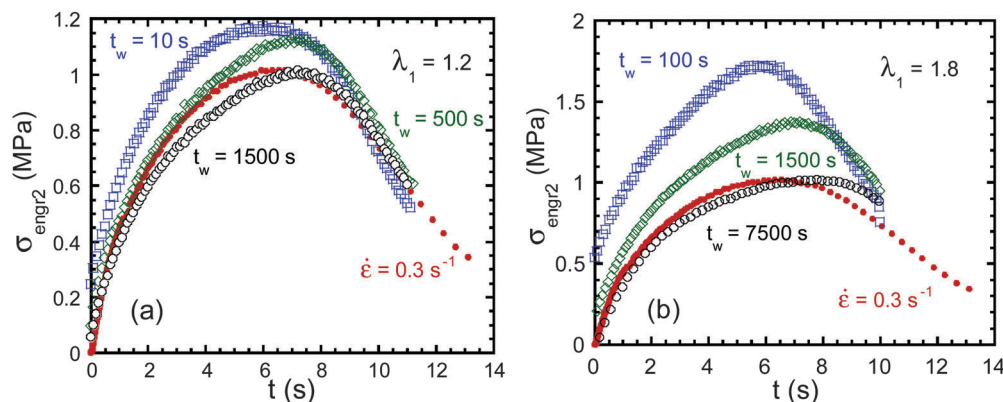 1.2
1
0.8
0.6
0.4
0.2
0
σengr2 (MPa)
tw = 10 s
λ1 = 1.2
tw = 500 s
tw = 1500 s
ε̇ = 0.3 s-1
(a)
0 2 4 6 8 10 12 14
t (s)
2
1.5
1
0.5
0
σengr2 (MPa)
tw = 100 s
λ1 = 1.8
tw = 1500 s
tw = 7500 s
ε̇ = 0.3 s-1
(b)
0 2 4 6 8 10 12 14
t (s)